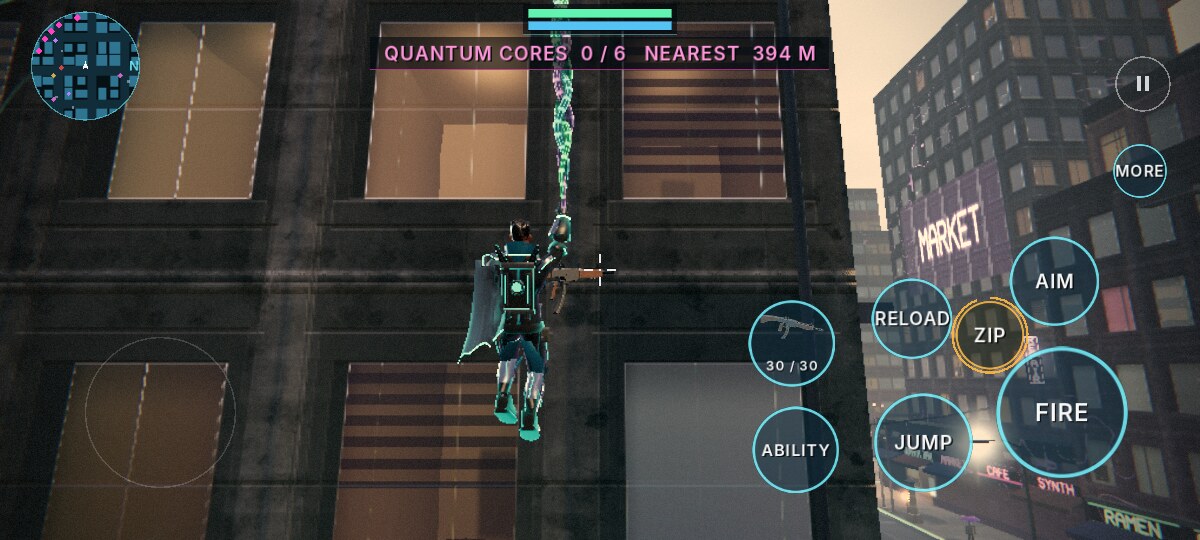 QUANTUM CORES 0 / 6 NEAREST 394 M
N
MORE
MARKET
AIM
RELOAD
ZIP
30 / 30
FIRE
ABILITY
JUMP
CAFE
SYNTH
RAMEN